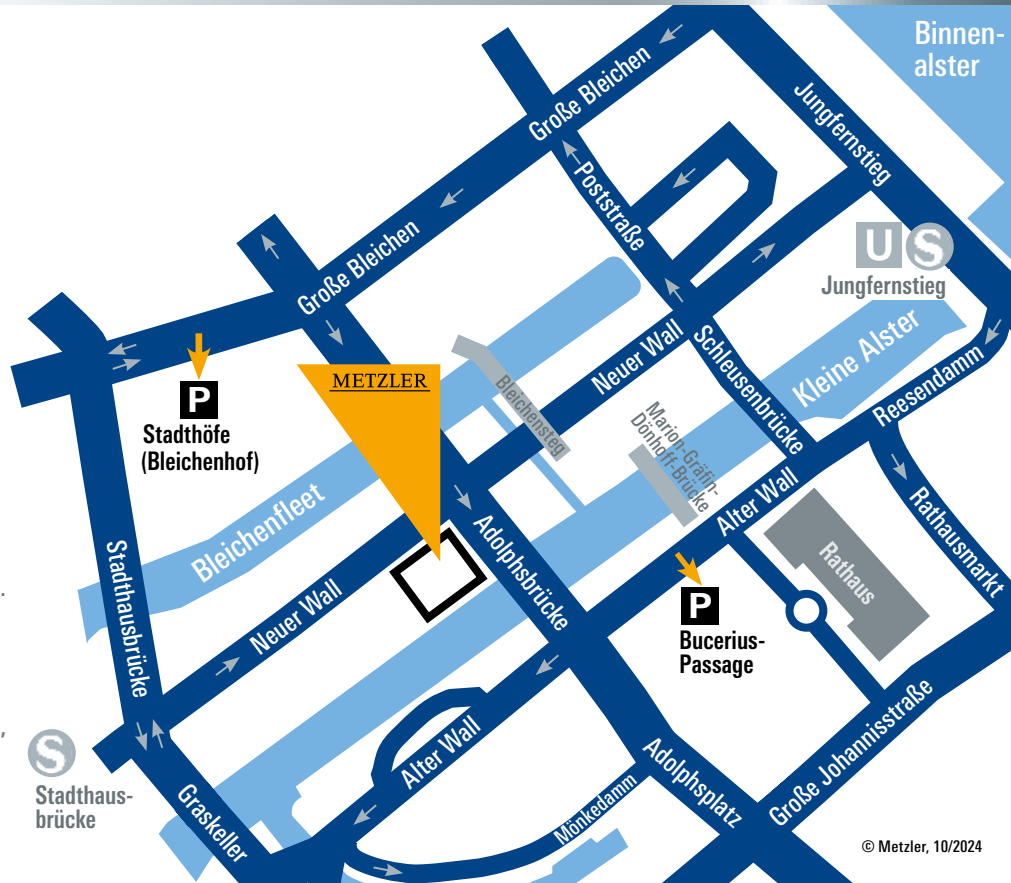 Binnen-
alster
Große Bleichen
Jungfernstieg
Poststraße
U S
Jungfernstieg
Große Bleichen
Neuer Wall
Schleusenbrücke
Kleine Alster
Reesendamm
METZLER
Bleichensteg
P
Stadthöfe
(Bleichenhof)
Marion-Gräfin-
Dönhoff-Brücke
Alter Wall
Rathausmarkt
Bleichenfleet
Adolphsbrücke
Rathaus
Stadthausbrücke
Neuer Wall
P
Bucerius-
Passage
S
Stadthaus-
brücke
Alter Wall
Große Johannisstraße
Adolphsplatz
Graskeller
Mönkedamm
© Metzler, 10/2024